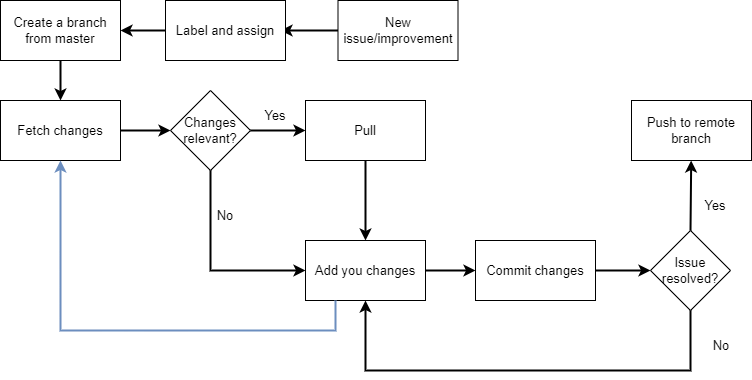 Create a branch
from master
Label and assign
New
issue/improvement
Fetch changes
Changes
relevant?
Yes
Pull
Push to remote
branch
No
Yes
Add you changes
Commit changes
Issue
resolved?
No